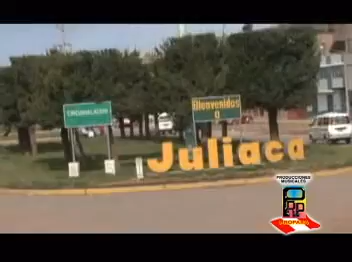 CIRCUNVALACION
Bienvenidos
a
Juliaca
PRODUCCIONES
MUSICALES